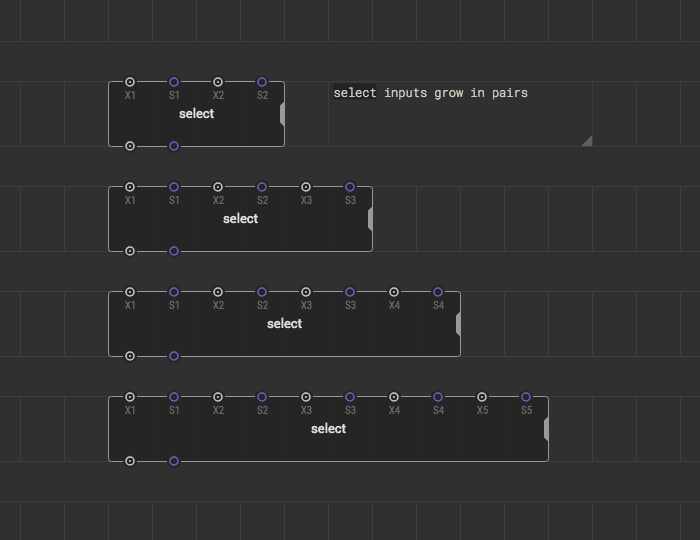 X1 S1 X2 S2
select inputs grow in pairs
select
X1 S1 X2 S2 X3 S3
select
X1 S1 X2 S2 X3 S3 X4 S4
select
X1 S1 X2 S2 X3 S3 X4 S4 X5 S5
select